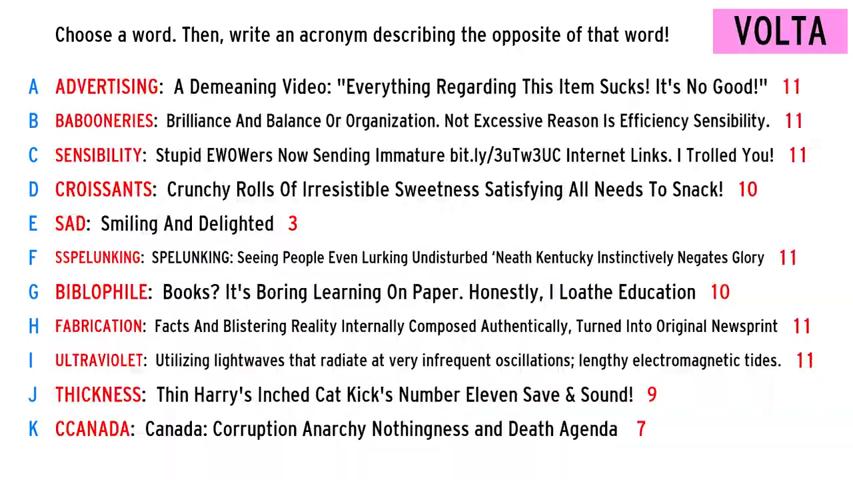 Choose a word. Then, write an acronym describing the opposite of that word!
VOLTA
A ADVERTISING: A Demeaning Video: "Everything Regarding This Item Sucks! It's No Good!" 11
B BABOONERIES: Brilliance And Balance Or Organization. Not Excessive Reason Is Efficiency Sensibility. 11
C SENSIBILITY: Stupid EWOWers Now Sending Immature bit.ly/3uTw3UC Internet Links. I Trolled You! 11
D CROISSANTS: Crunchy Rolls Of Irresistible Sweetness Satisfying All Needs To Snack! 10
E SAD: Smiling And Delighted 3
F SSPELUNKING: SPELUNKING: Seeing People Even Lurking Undisturbed ‘Neath Kentucky Instinctively Negates Glory 11
G BIBLOPHILE: Books? It's Boring Learning On Paper. Honestly, I Loathe Education 10
H FABRICATION: Facts And Blistering Reality Internally Composed Authentically, Turned Into Original Newsprint 11
I ULTRAVIOLET: Utilizing lightwaves that radiate at very infrequent oscillations; lengthy electromagnetic tides. 11
J THICKNESS: Thin Harry's Inched Cat Kick's Number Eleven Save & Sound! 9
K CCANADA: Canada: Corruption Anarchy Nothingness and Death Agenda 7